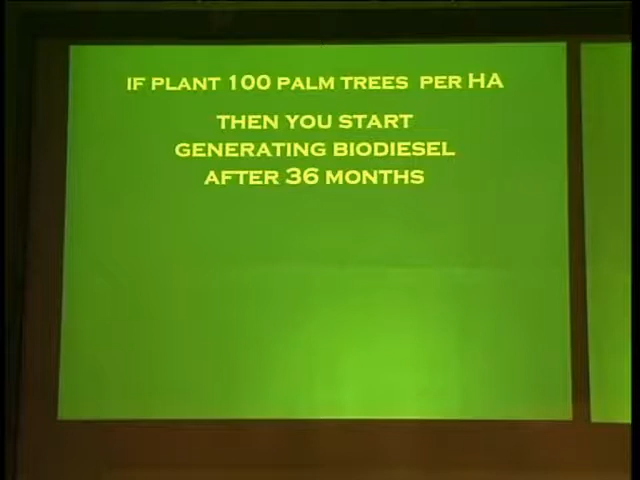 IF PLANT 100 PALM TREES PER HA
THEN YOU START
GENERATING BIODIESEL
AFTER 36 MONTHS